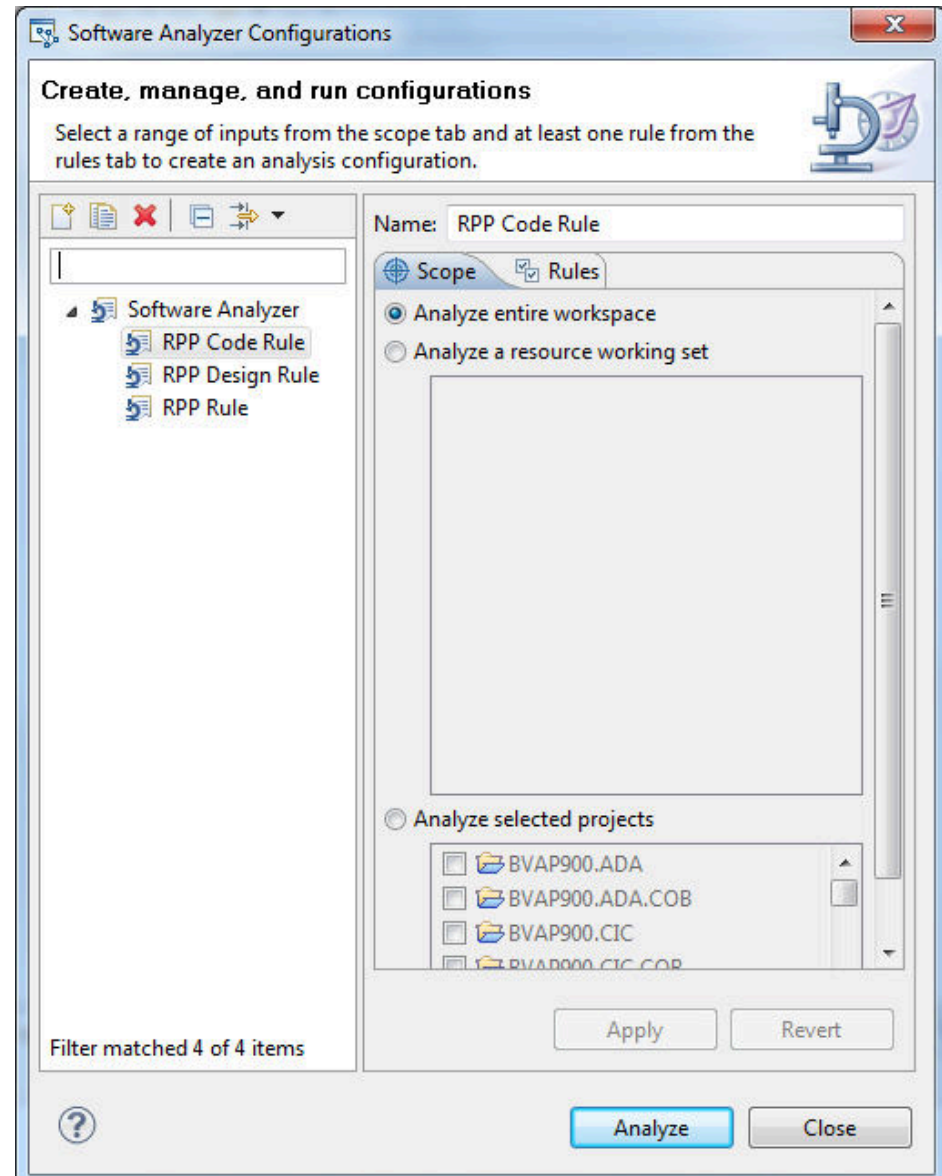 Software Analyzer Configurations
Create, manage, and run configurations
Select a range of inputs from the scope tab and at least one rule from the
rules tab to create an analysis configuration.
Name: RPP Code Rule
Scope Rules
Software Analyzer
RPP Code Rule
RPP Design Rule
RPP Rule
Analyze entire workspace
Analyze a resource working set
Analyze selected projects
BVAP900.ADA
BVAP900.ADA.COB
BVAP900.CIC
BVAP900.CIC.COB
Apply Revert
Filter matched 4 of 4 items
Analyze Close